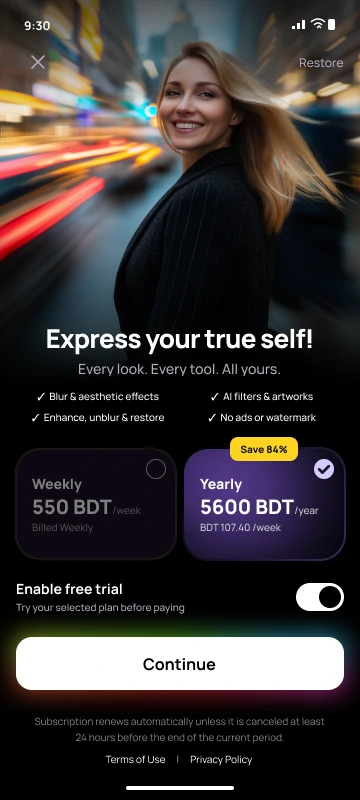 9:30
Restore
Express your true self!
Every look. Every tool. All yours.
✓ Blur & aesthetic effects
✓ AI filters & artworks
✓ Enhance, unblur & restore
✓ No ads or watermark
Save 84%
Weekly
550 BDT/week
Billed Weekly
Yearly
5600 BDT/year
BDT 107.40 /week
Enable free trial
Try your selected plan before paying
Continue
Subscription renews automatically unless it is canceled at least
24 hours before the end of the current period.
Terms of Use | Privacy Policy